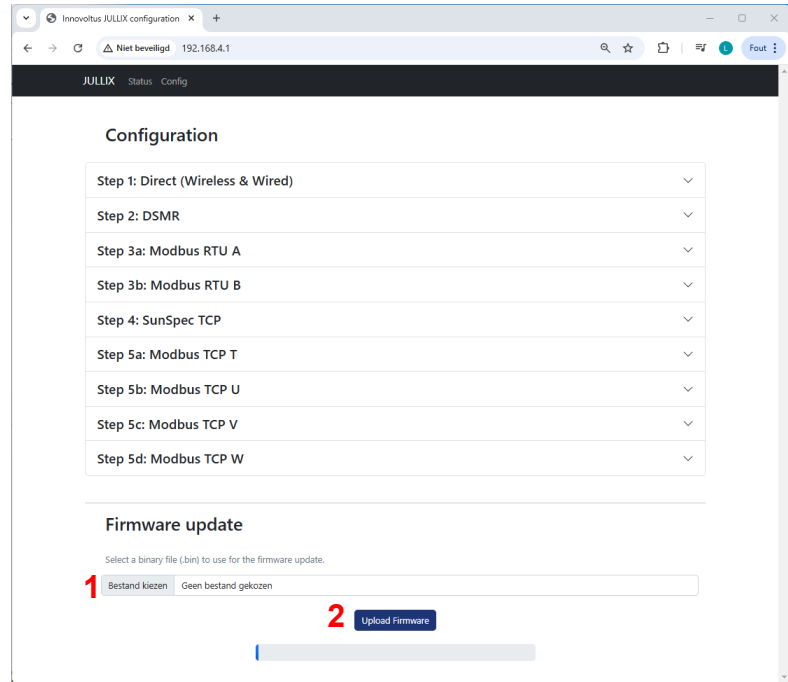 Innovoltus JULLIX configuration
Niet beveiligd 192.168.4.1 L Fout
JULLIX Status Config
Configuration
Step 1: Direct (Wireless & Wired)
Step 2: DSMR
Step 3a: Modbus RTU A
Step 3b: Modbus RTU B
Step 4: SunSpec TCP
Step 5a: Modbus TCP T
Step 5b: Modbus TCP U
Step 5c: Modbus TCP V
Step 5d: Modbus TCP W
Firmware update
Select a binary file (.bin) to use for the firmware update.
1 Bestand kiezen Geen bestand gekozen
2 Upload Firmware